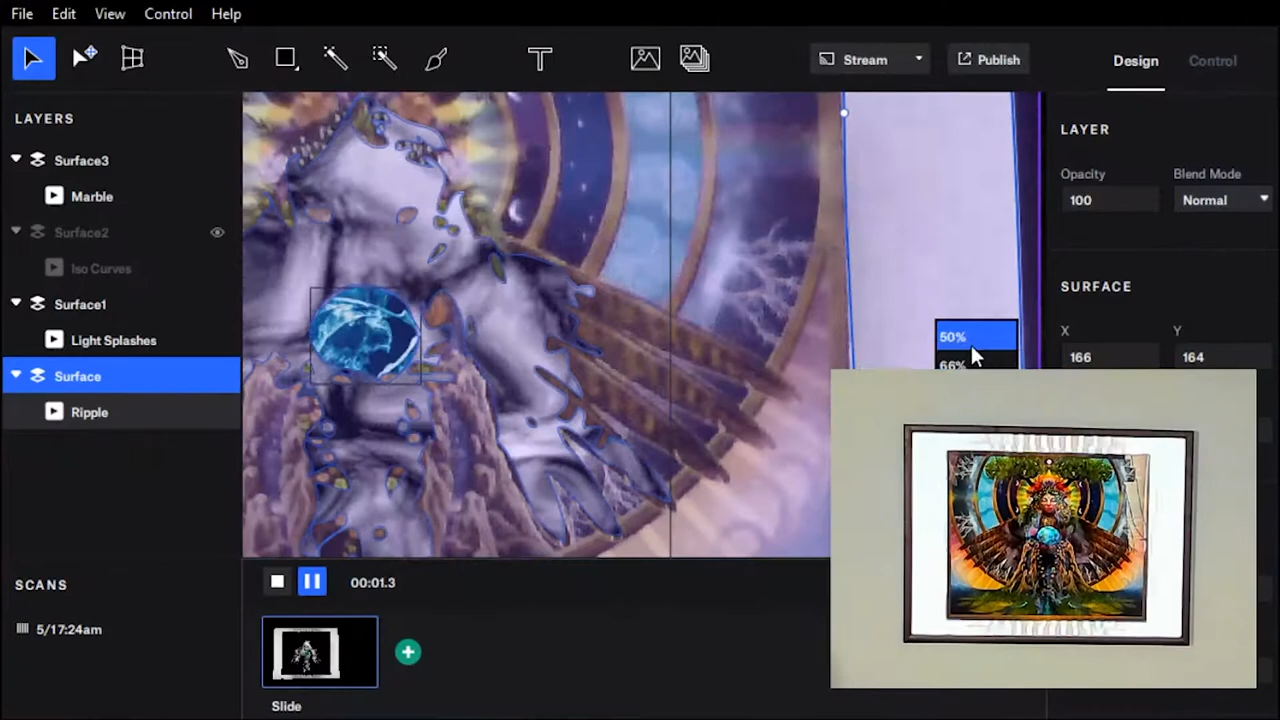 File Edit View Control Help
Stream
Publish
Design
Control
LAYERS
Surface3
Marble
Surface2
Iso Curves
Surface1
Light Splashes
Surface
Ripple
SCANS
5/17:24am
50%
66%
00:01.3
Slide
LAYER
Opacity
Blend Mode
100
Normal
SURFACE
X
Y
166
164